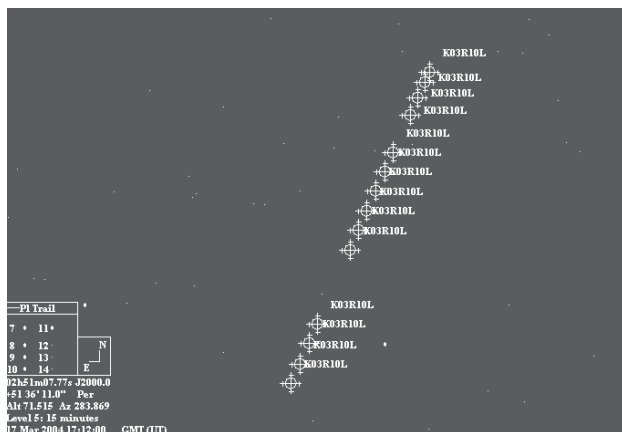 K03R10L
K03R10L
K03R10L
K03R10L
K03R10L
K03R10L
K03R10L
K03R10L
K03R10L
K03R10L
K03R10L
K03R10L
K03R10L
Pl Trail
7 11
8 12
9 13
10 14
N
E
02h51m07.77s J2000.0
+51 36' 11.0" Per
Alt 71.515 Az 283.869
Level 5: 15 minutes
17 Mar 2004 17:12:00 GMT (UT)